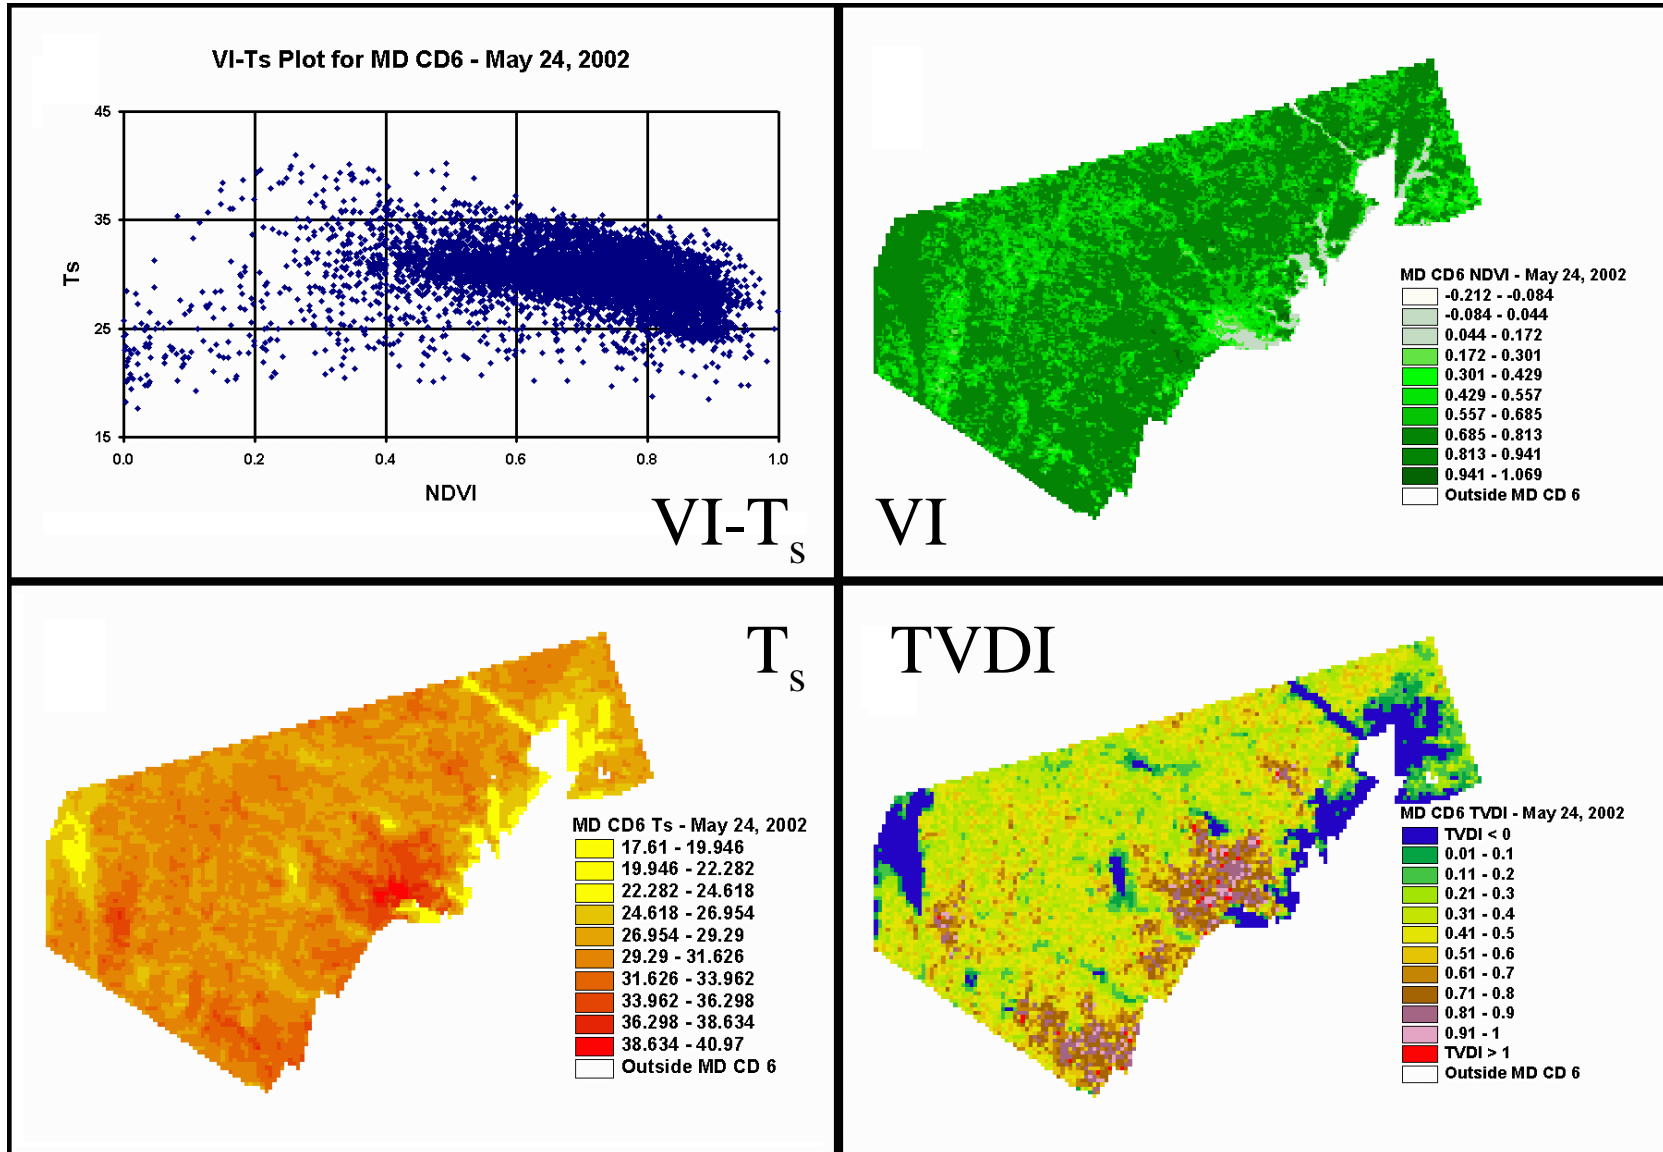 VI-Ts Plot for MD CD6 - May 24, 2002
45
35
25
15
Ts
0.0 0.2 0.4 0.6 0.8 1.0
NDVI
VI-Ts
VI
MD CD6 NDVI - May 24, 2002
-0.212 - -0.084
-0.084 - 0.044
0.044 - 0.172
0.172 - 0.301
0.301 - 0.429
0.429 - 0.557
0.557 - 0.685
0.685 - 0.813
0.813 - 0.941
0.941 - 1.069
Outside MD CD 6
Ts
MD CD6 Ts - May 24, 2002
17.61 - 19.946
19.946 - 22.282
22.282 - 24.618
24.618 - 26.954
26.954 - 29.29
29.29 - 31.626
31.626 - 33.962
33.962 - 36.298
36.298 - 38.634
38.634 - 40.97
Outside MD CD 6
TVDI
MD CD6 TVDI - May 24, 2002
TVDI < 0
0.01 - 0.1
0.11 - 0.2
0.21 - 0.3
0.31 - 0.4
0.41 - 0.5
0.51 - 0.6
0.61 - 0.7
0.71 - 0.8
0.81 - 0.9
0.91 - 1
TVDI > 1
Outside MD CD 6